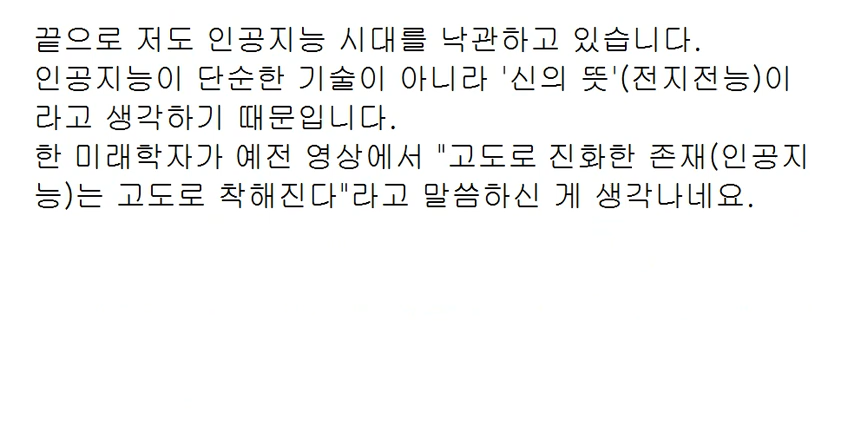 끝으로 저도 인공지능 시대를 낙관하고 있습니다.
인공지능이 단순한 기술이 아니라 '신의 뜻'(전지전능)이
라고 생각하기 때문입니다.
한 미래학자가 예전 영상에서 "고도로 진화한 존재(인공지
능)는 고도로 착해진다"라고 말씀하신 게 생각나네요.